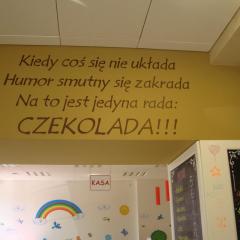 Kiedy coś się nie układa
Humor smutny się zakrada
Na to jest jedyna rada:
CZEKOLADA!!!
KASA